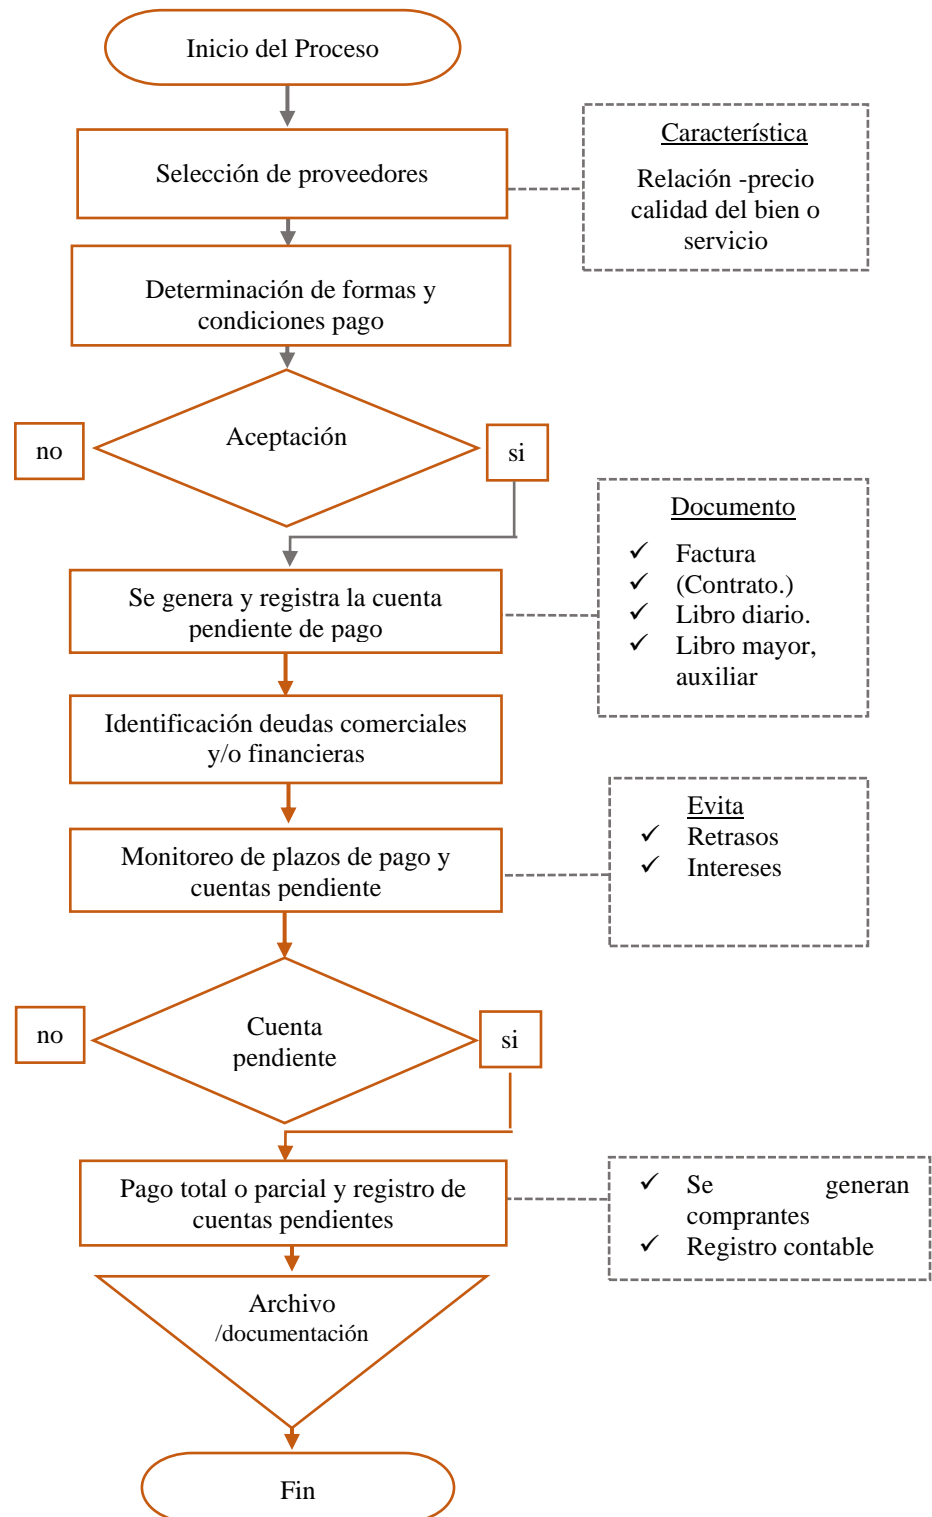 Inicio del Proceso
Selección de proveedores
Característica
Relación -precio
calidad del bien o
servicio
Determinación de formas y
condiciones pago
no
Aceptación
si
Documento
✓ Factura
✓ (Contrato.)
✓ Libro diario.
✓ Libro mayor,
auxiliar
Se genera y registra la cuenta
pendiente de pago
Identificación deudas comerciales
y/o financieras
Monitoreo de plazos de pago y
cuentas pendiente
Evita
✓ Retrasos
✓ Intereses
no
Cuenta
pendiente
si
Pago total o parcial y registro de
cuentas pendientes
✓ Se generan
comprantes
✓ Registro contable
Archivo
/documentación
Fin